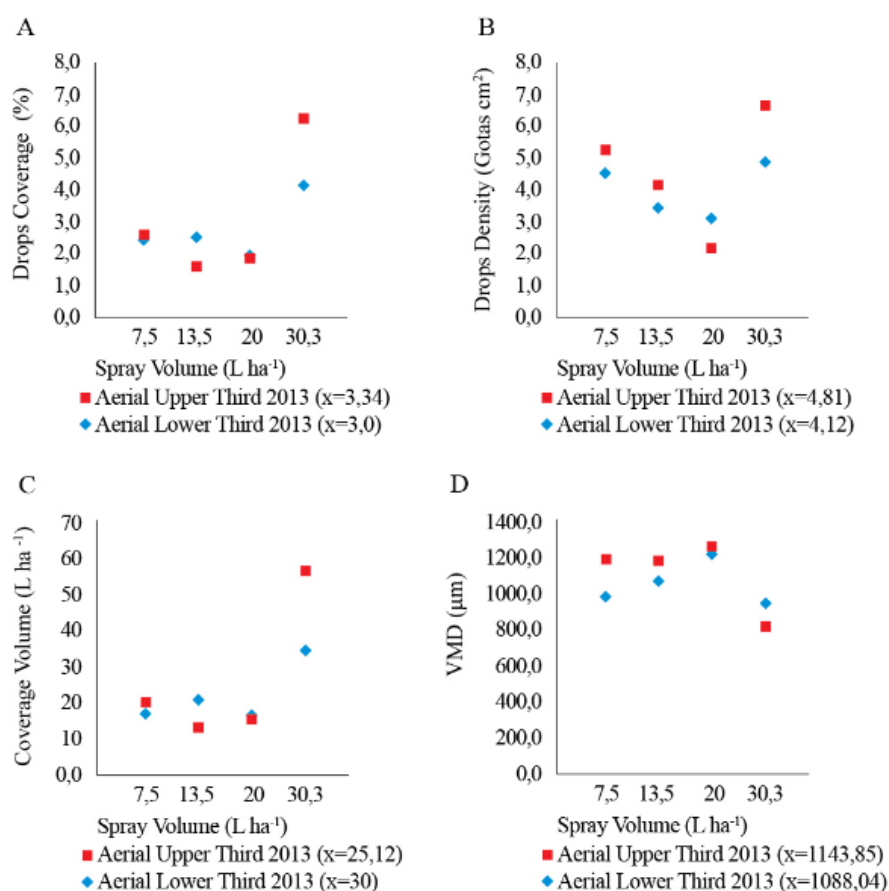 A
Drops Coverage (%)
8,0
7,0
6,0
5,0
4,0
3,0
2,0
1,0
0,0
7,5 13,5 20 30,3
Spray Volume (L ha⁻¹)
Aerial Upper Third 2013 (x=3,34)
Aerial Lower Third 2013 (x=3,0)
B
Drops Density (Gotas cm²)
8,0
7,0
6,0
5,0
4,0
3,0
2,0
1,0
0,0
7,5 13,5 20 30,3
Spray Volume (L ha⁻¹)
Aerial Upper Third 2013 (x=4,81)
Aerial Lower Third 2013 (x=4,12)
C
Coverage Volume (L ha ⁻¹)
70
60
50
40
30
20
10
0,0
7,5 13,5 20 30,3
Spray Volume (L ha⁻¹)
Aerial Upper Third 2013 (x=25,12)
Aerial Lower Third 2013 (x=30)
D
VMD (µm)
1400,0
1200,0
1000,0
800,0
600,0
400,0
200,0
0,0
7,5 13,5 20 30,3
Spray Volume (L ha⁻¹)
Aerial Upper Third 2013 (x=1143,85)
Aerial Lower Third 2013 (x=1088,04)